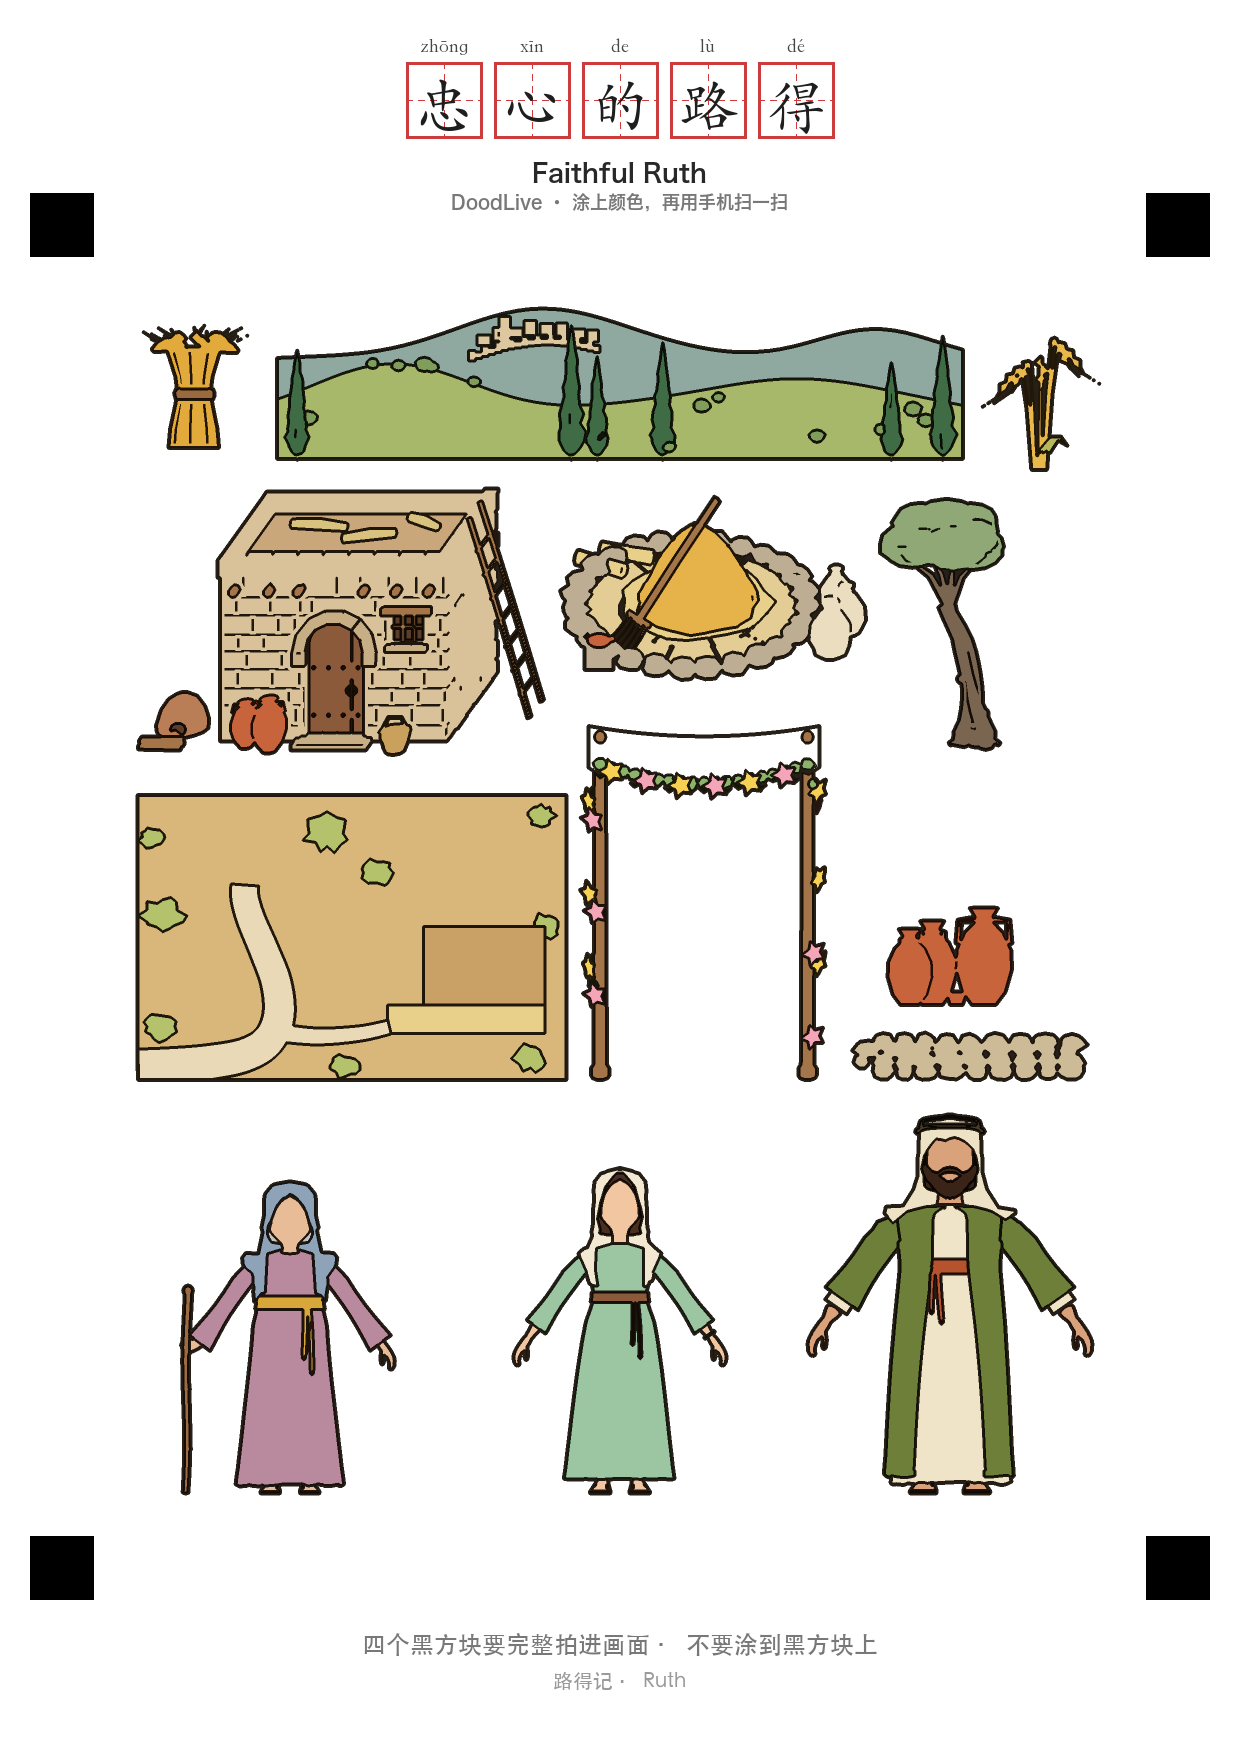 zhōng xīn de lù dé
忠心的路得
Faithful Ruth
DoodLive · 涂上颜色，再用手机扫一扫
四个黑方块要完整拍进画面 · 不要涂到黑方块上
路得记 · Ruth